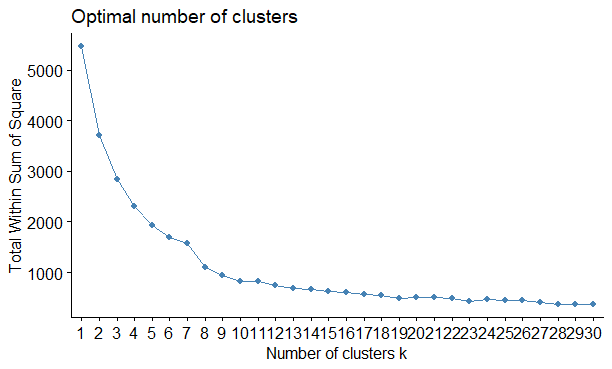 Optimal number of clusters
Total Within Sum of Square
5000
4000
3000
2000
1000
1 2 3 4 5 6 7 8 9 10 11 12 13 14 15 16 17 18 19 20 21 22 23 24 25 26 27 28 29 30
Number of clusters k